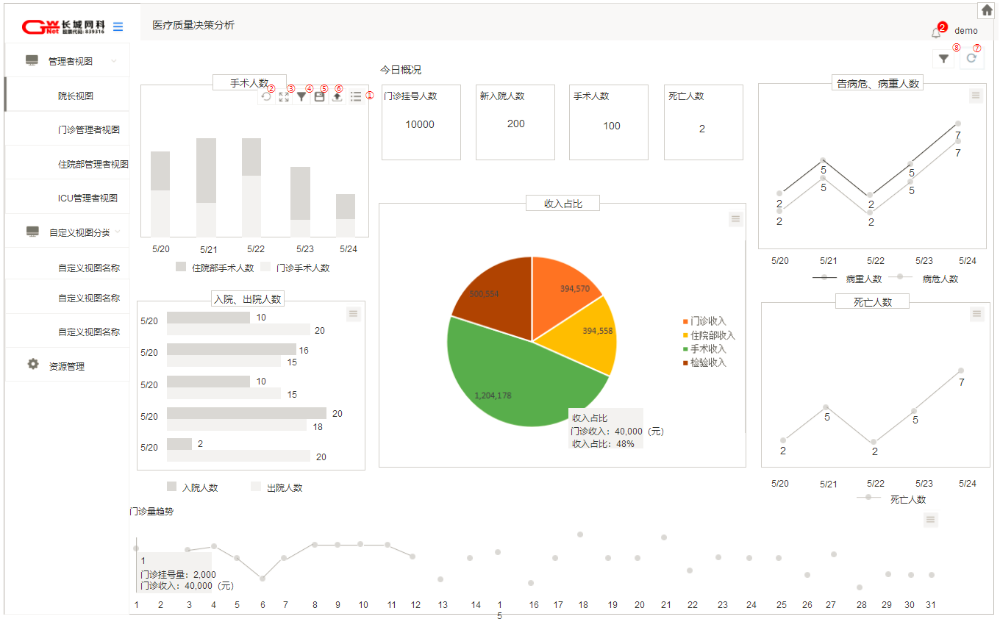 GW Net 长城网科
股票代码: 839316
医疗质量决策分析
2
demo
管理者视图
院长视图
门诊管理者视图
住院部管理者视图
ICU管理者视图
自定义视图分类
自定义视图名称
自定义视图名称
自定义视图名称
资源管理
⑧ ⑦
手术人数
② ③ ④ ⑤ ⑥ ①
5/20 5/21 5/22 5/23 5/24
住院部手术人数 门诊手术人数
今日概况
门诊挂号人数
10000
新入院人数
200
手术人数
100
死亡人数
2
告病危、病重人数
2 5 2 5 7
2 5 2 5 7
5/20 5/21 5/22 5/23 5/24
病重人数 病危人数
入院、出院人数
5/20 10
20
5/20 16
15
5/20 10
15
5/20 20
18
5/20 2
20
入院人数 出院人数
收入占比
500,554
394,570
394,558
1,204,178
门诊收入
住院部收入
手术收入
检验收入
收入占比
门诊收入：40,000（元）
收入占比：48%
死亡人数
2 5 2 5 7
5/20 5/21 5/22 5/23 5/24
死亡人数
门诊量趋势
1
门诊挂号量：2,000
门诊收入：40,000（元）
1 2 3 4 5 6 7 8 9 10 11 12 13 14 15 16 17 18 19 20 21 22 23 24 25 26 27 28 29 30 31